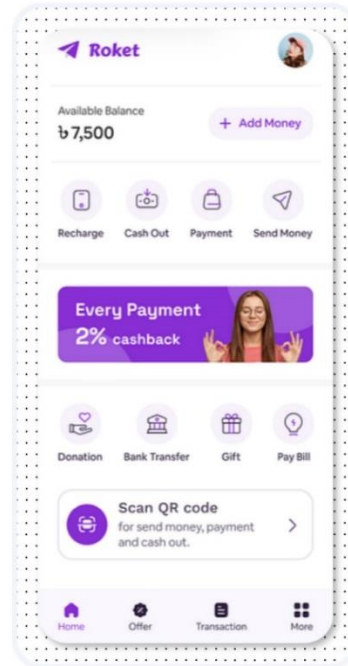 Roket
Available Balance
৳ 7,500
+ Add Money
Recharge
Cash Out
Payment
Send Money
Every Payment
2% cashback
Donation
Bank Transfer
Gift
Pay Bill
Scan QR code
for send money, payment
and cash out.
Home
Offer
Transaction
More